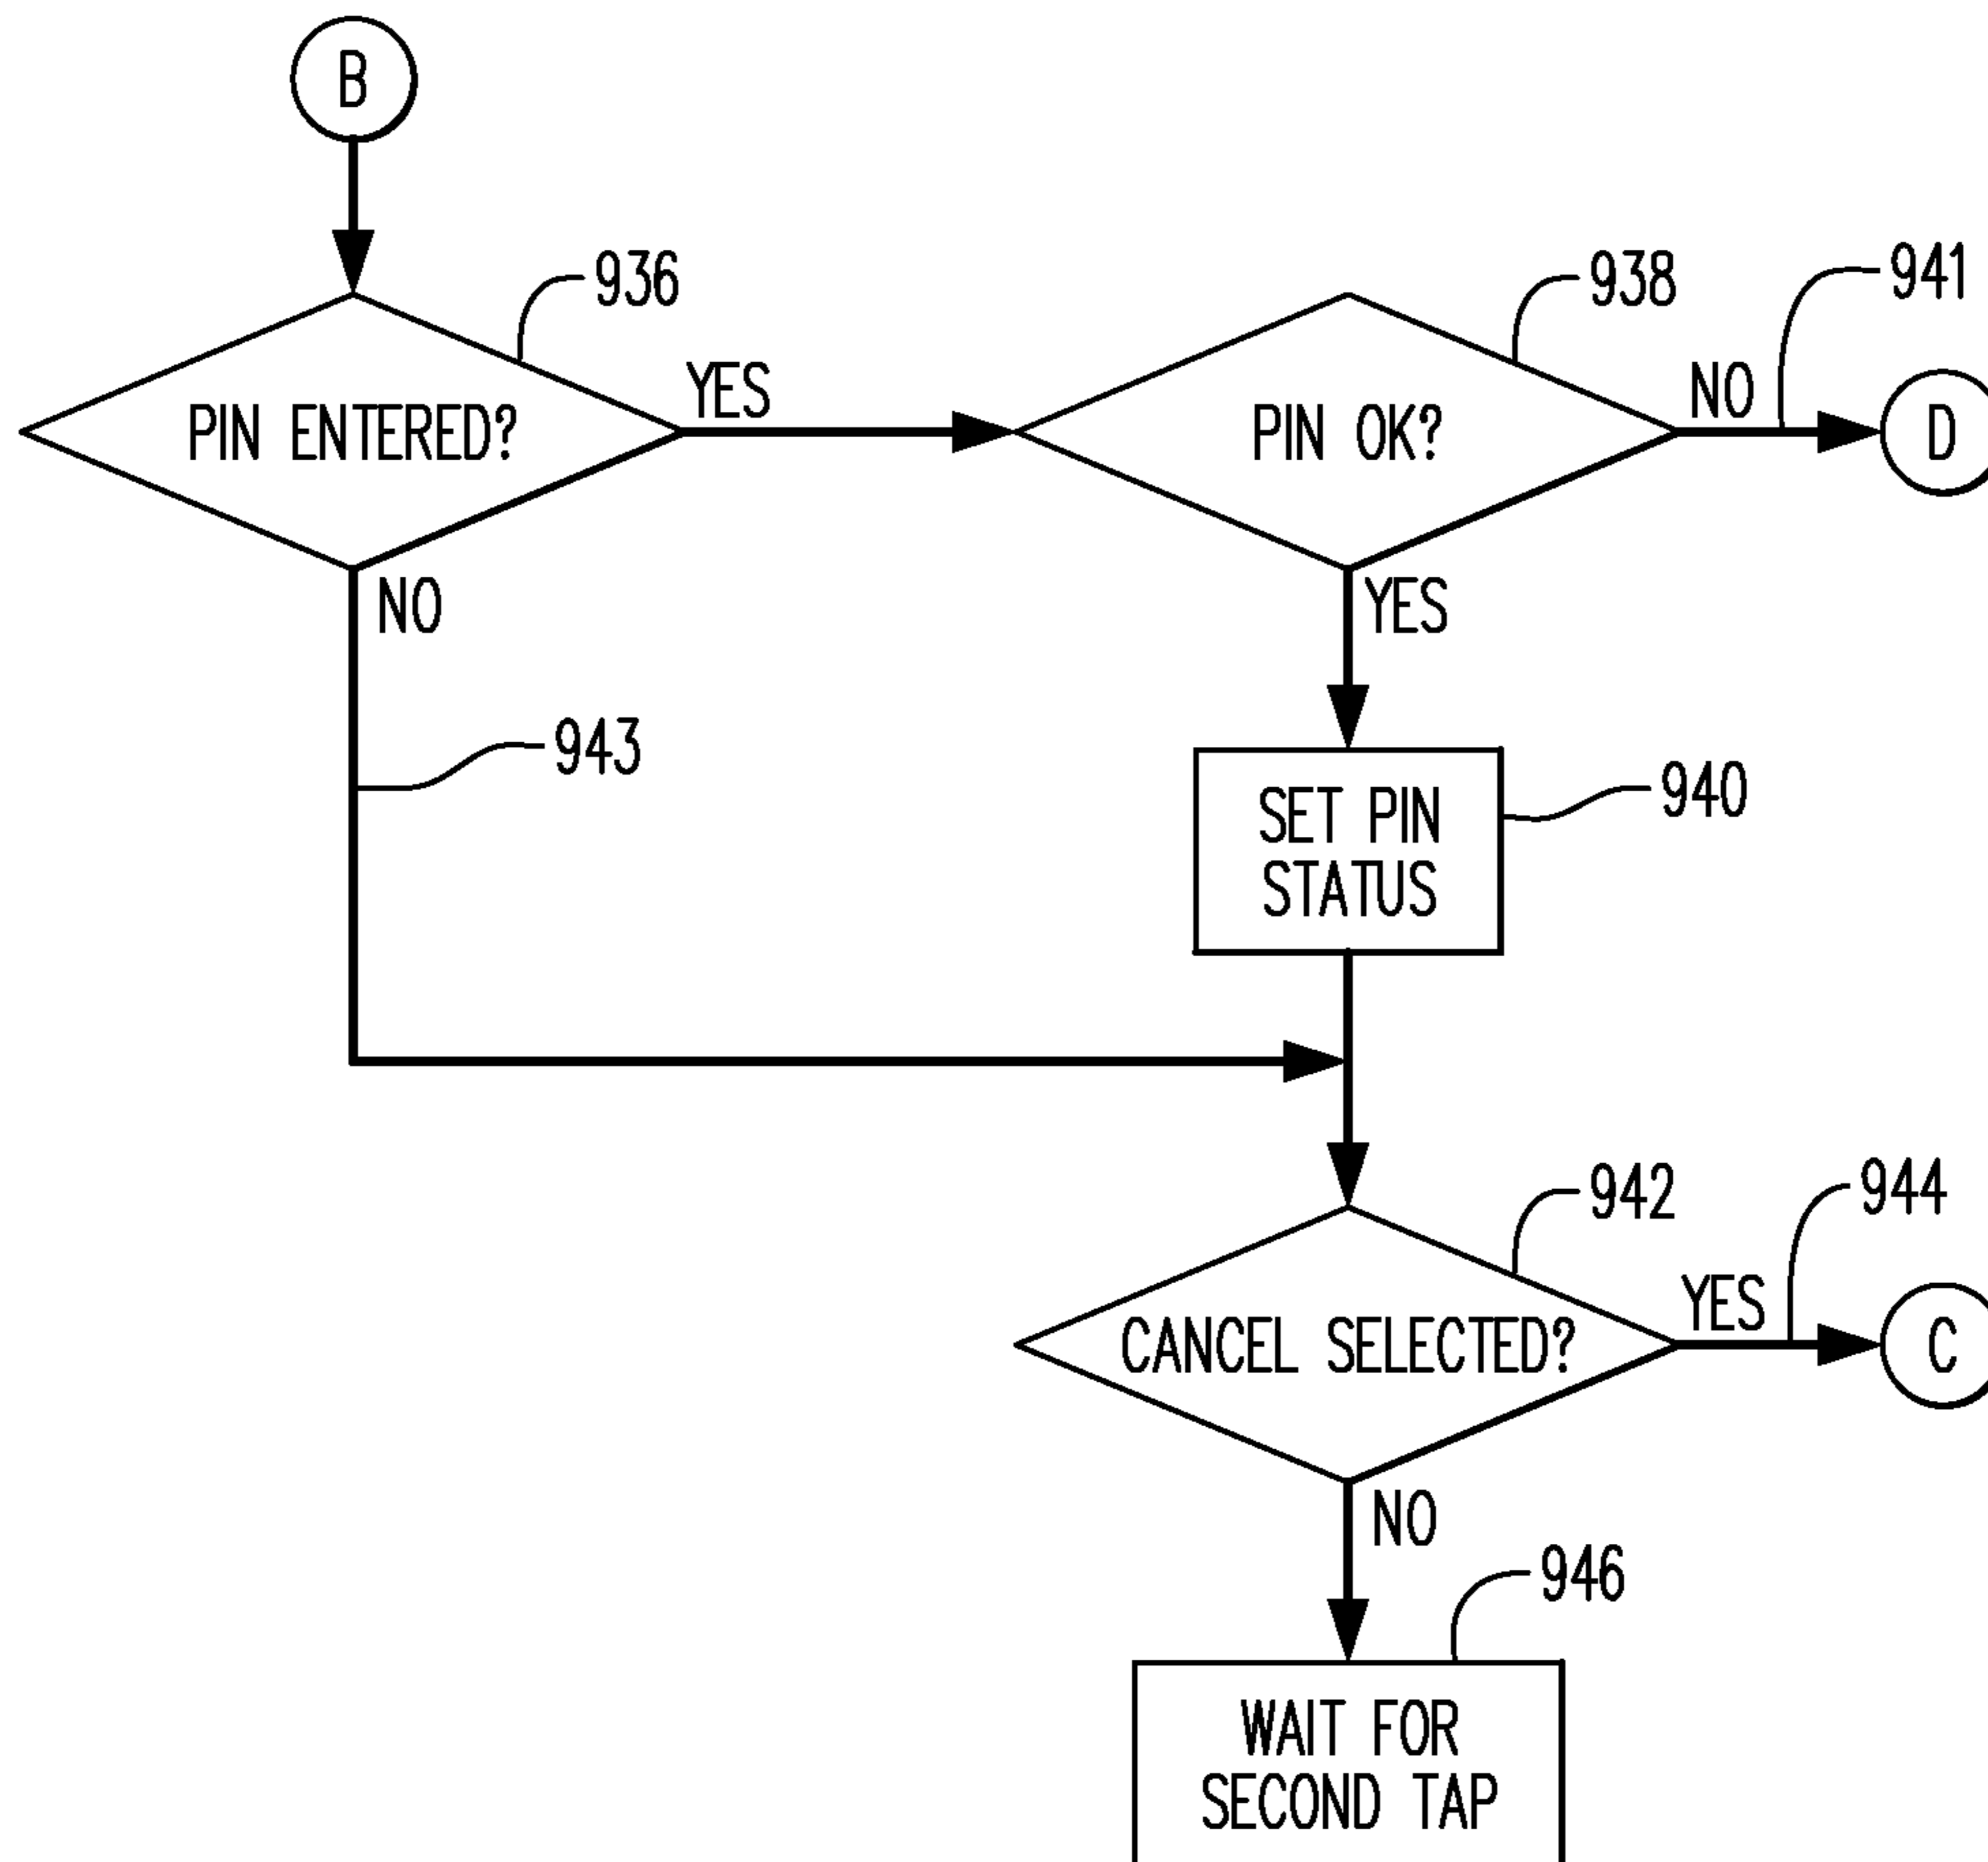 B
936
938
941
YES
NO
PIN ENTERED?
PIN OK?
D
NO
YES
943
940
SET PIN
STATUS
942
944
YES
CANCEL SELECTED?
C
NO
946
WAIT FOR
SECOND TAP